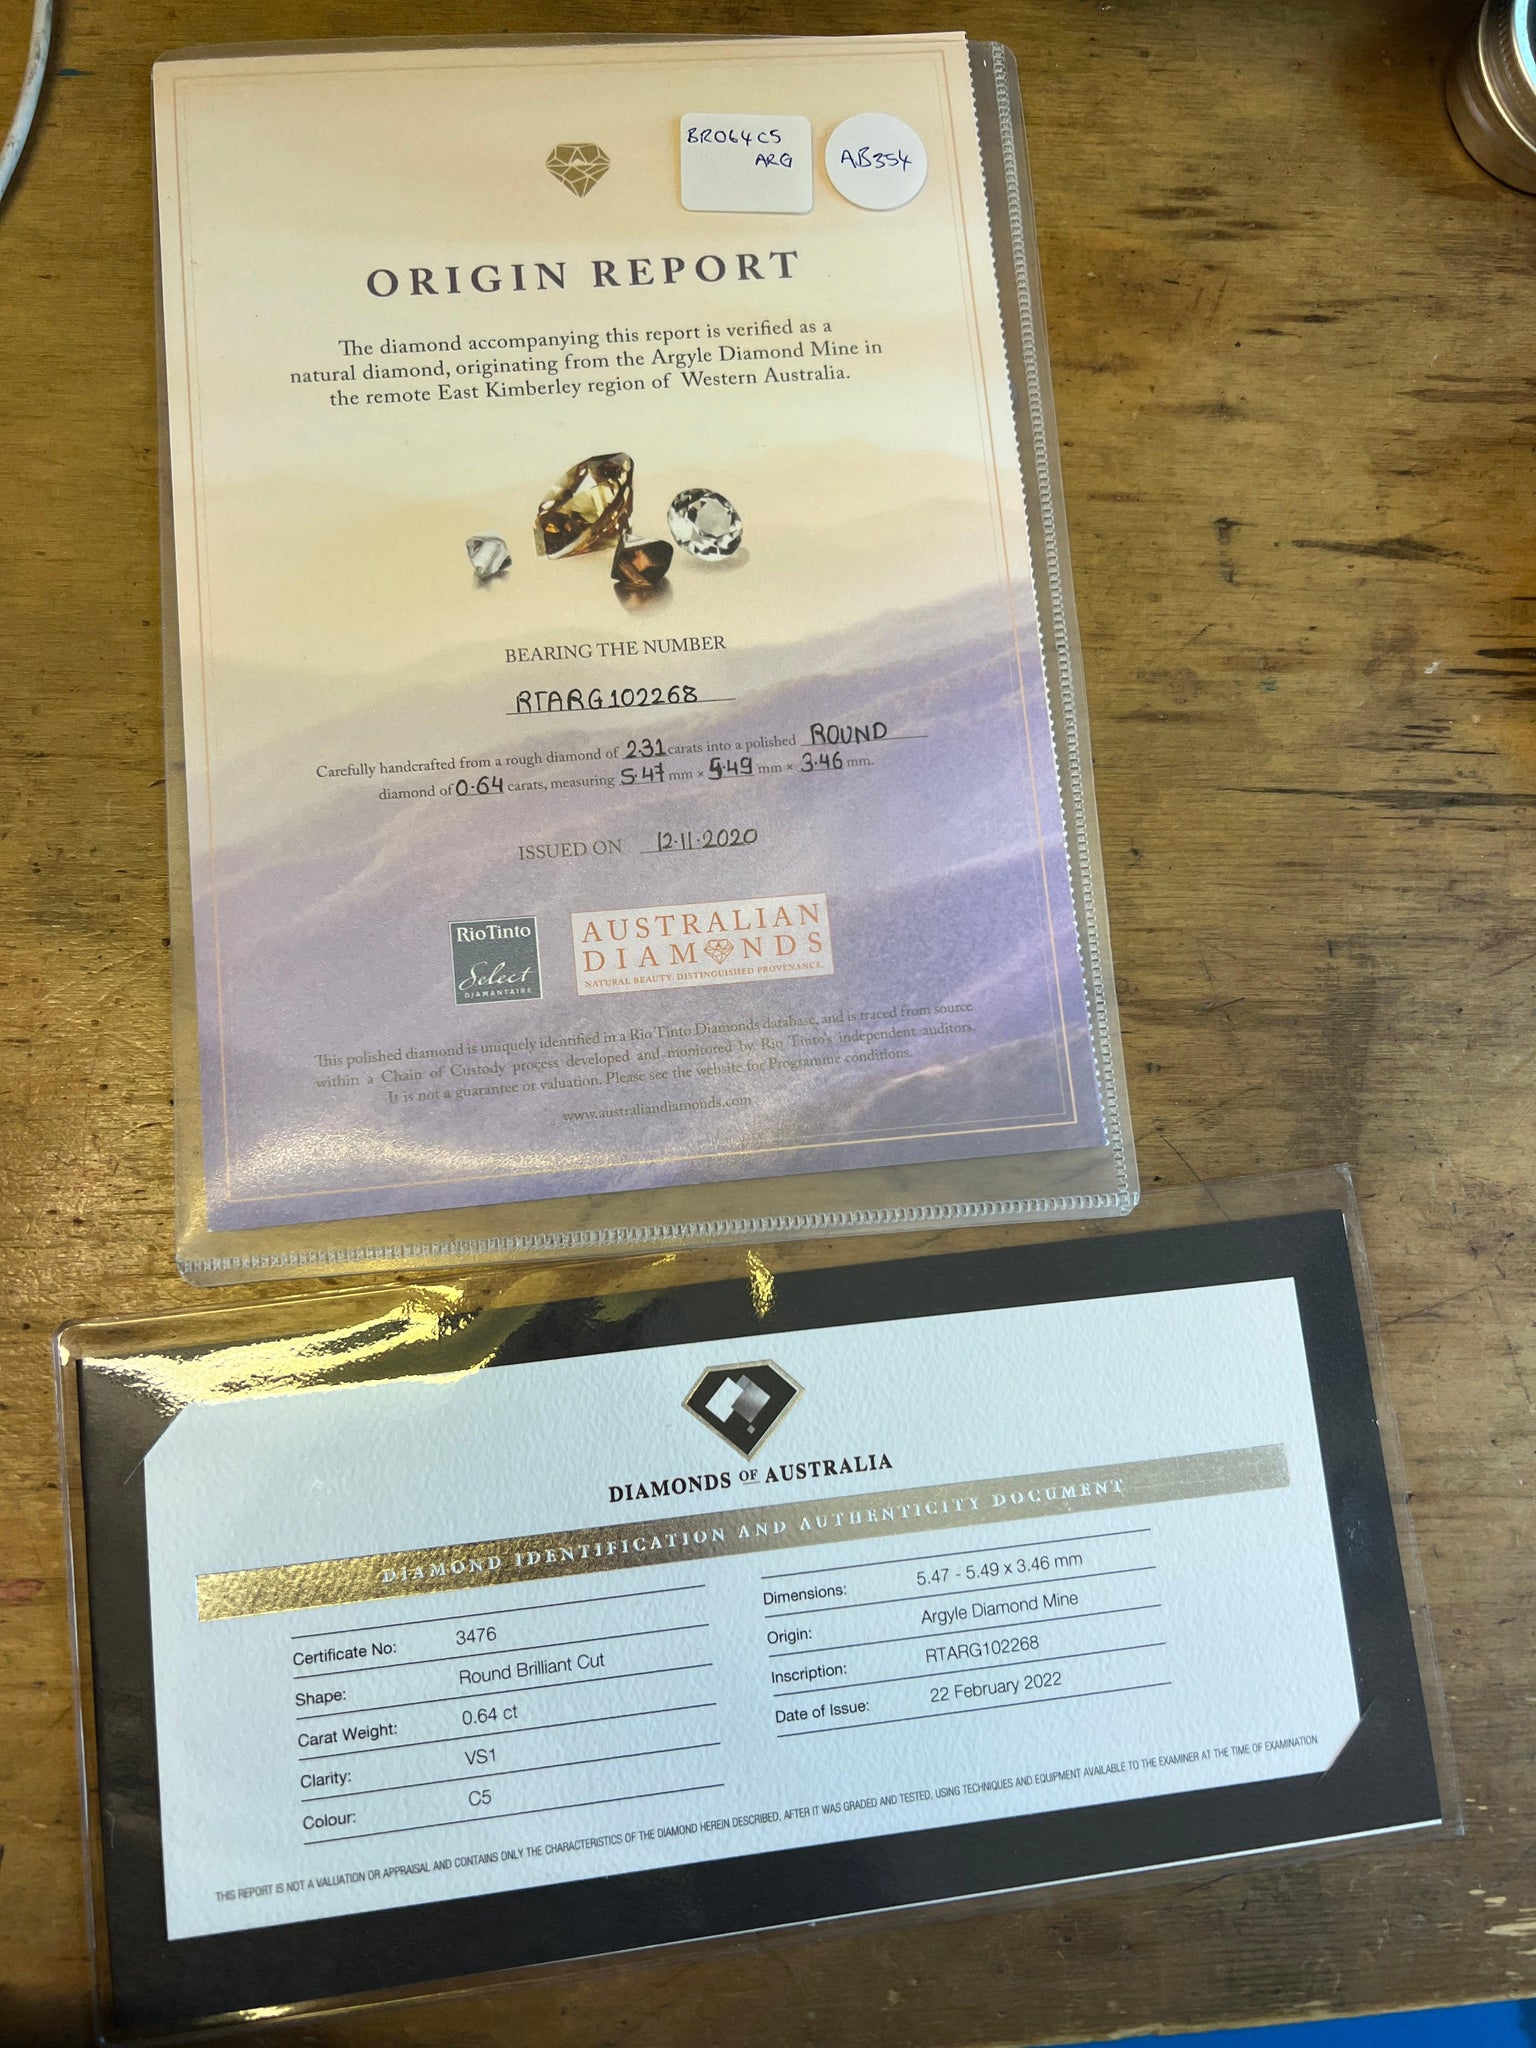 BR064C5
ARG
AB354
ORIGIN REPORT
The diamond accompanying this report is verified as a
natural diamond, originating from the Argyle Diamond Mine in
the remote East Kimberley region of Western Australia.
BEARING THE NUMBER
RTARG102268
Carefully handcrafted from a rough diamond of 2.31 carats into a polished ROUND
diamond of 0.64 carats, measuring 5.47 mm × 5.49 mm × 3.46 mm.
ISSUED ON 12.11.2020
RioTinto
Select
DIAMANTAIRE
AUSTRALIAN
DIAMONDS
NATURAL BEAUTY. DISTINGUISHED PROVENANCE.
This polished diamond is uniquely identified in a Rio Tinto Diamonds database, and is traced from source
within a Chain of Custody process developed and monitored by Rio Tinto's independent auditors.
It is not a guarantee or valuation. Please see the website for Programme conditions.
www.australiandiamonds.com
DIAMONDS OF AUSTRALIA
DIAMOND IDENTIFICATION AND AUTHENTICITY DOCUMENT
Certificate No: 3476
Shape: Round Brilliant Cut
Carat Weight: 0.64 ct
Clarity: VS1
Colour: C5
Dimensions: 5.47 - 5.49 x 3.46 mm
Origin: Argyle Diamond Mine
Inscription: RTARG102268
Date of Issue: 22 February 2022
THIS REPORT IS NOT A VALUATION OR APPRAISAL AND CONTAINS ONLY THE CHARACTERISTICS OF THE DIAMOND HEREIN DESCRIBED, AFTER IT WAS GRADED AND TESTED, USING TECHNIQUES AND EQUIPMENT AVAILABLE TO THE EXAMINER AT THE TIME OF EXAMINATION